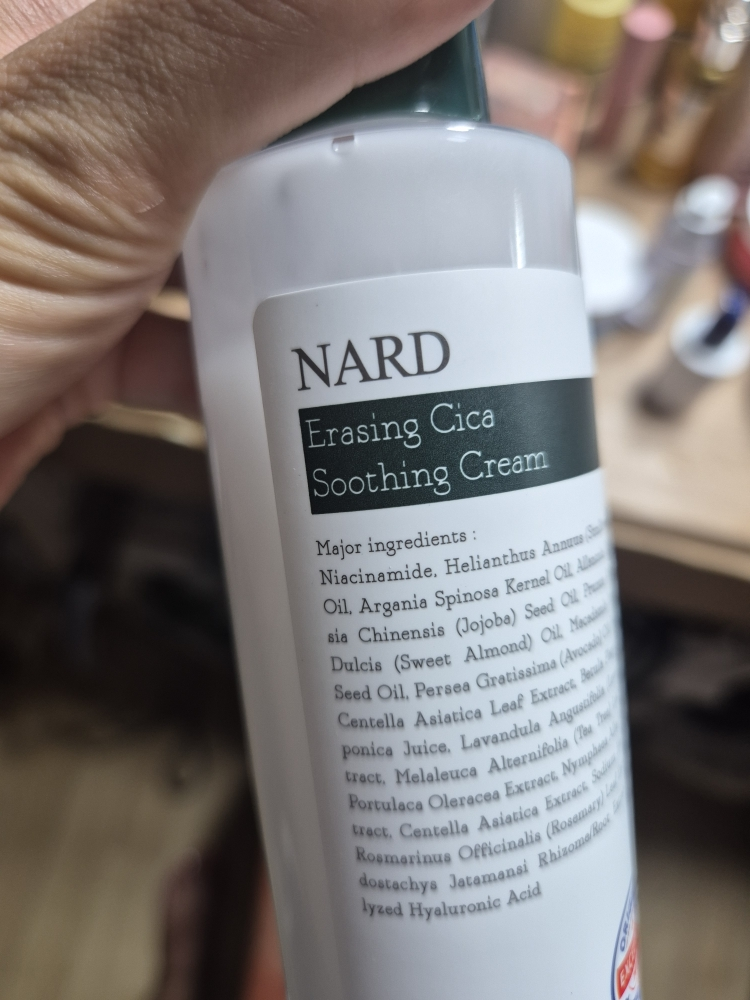 NARD
Erasing Cica
Soothing Cream
Major ingredients :
Niacinamide, Helianthus Annuus
Oil, Argania Spinosa Kernel Oil,
sia Chinensis (Jojoba) Seed Oil,
Dulcis (Sweet Almond) Oil,
Seed Oil, Persea Gratissima (Avocado)
Centella Asiatica Leaf Extract,
ponica Juice, Lavandula Angustifolia
tract, Melaleuca Alternifolia (Tea
Portulaca Oleracea Extract,
tract, Centella Asiatica Extract,
Rosmarinus Officinalis (Rosemary)
dostachys Jatamansi Rhizome/Root
lyzed Hyaluronic Acid